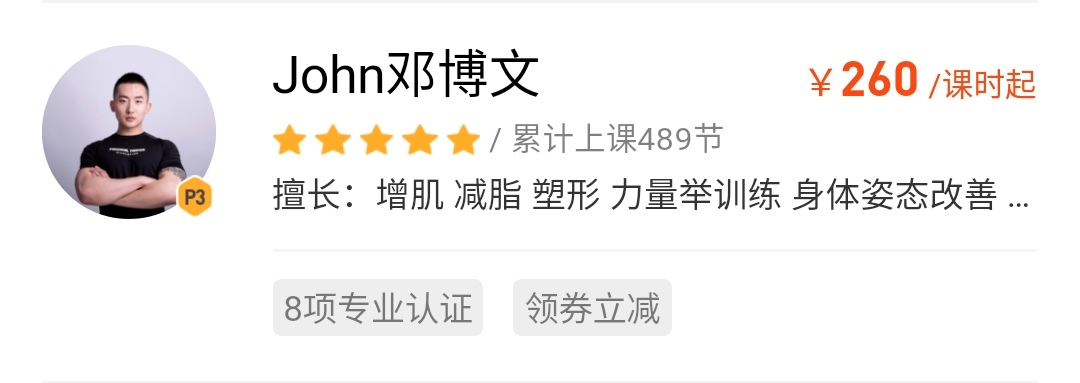 John邓博文
￥260 /课时起
/ 累计上课489节
P3
擅长：增肌 减脂 塑形 力量举训练 身体姿态改善 ...
8项专业认证
领券立减